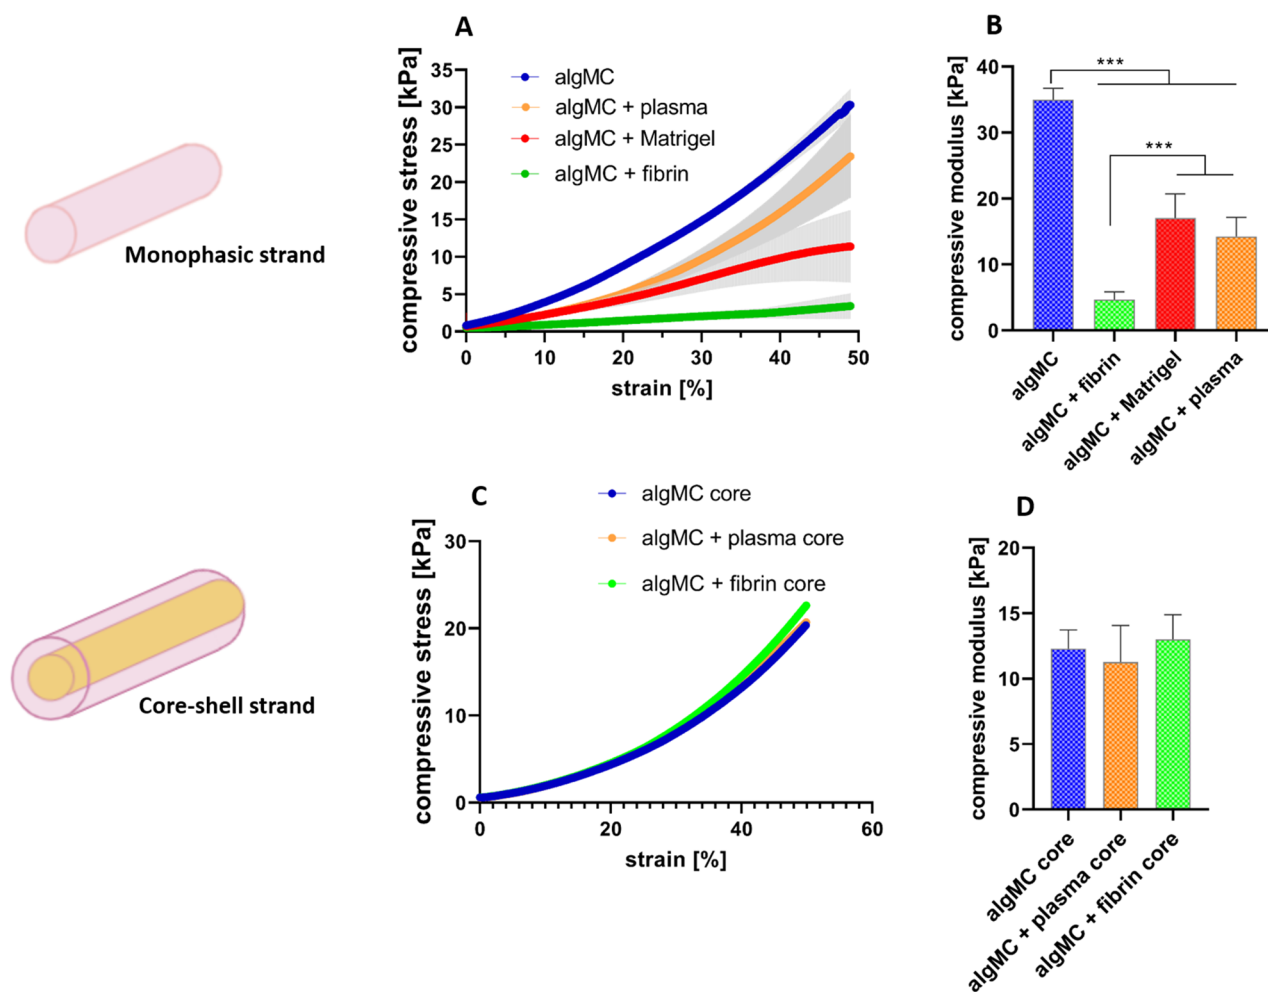 A
compressive stress [kPa]
35
30
25
20
15
10
5
0
algMC
algMC + plasma
algMC + Matrigel
algMC + fibrin
0 10 20 30 40 50
strain [%]
Monophasic strand
B
compressive modulus [kPa]
40
30
20
10
0
***
***
algMC
algMC + fibrin
algMC + Matrigel
algMC + plasma
C
algMC core
algMC + plasma core
algMC + fibrin core
compressive stress [kPa]
30
20
10
0
0 20 40 60
strain [%]
Core-shell strand
D
compressive modulus [kPa]
20
15
10
5
0
algMC core
algMC + plasma core
algMC + fibrin core